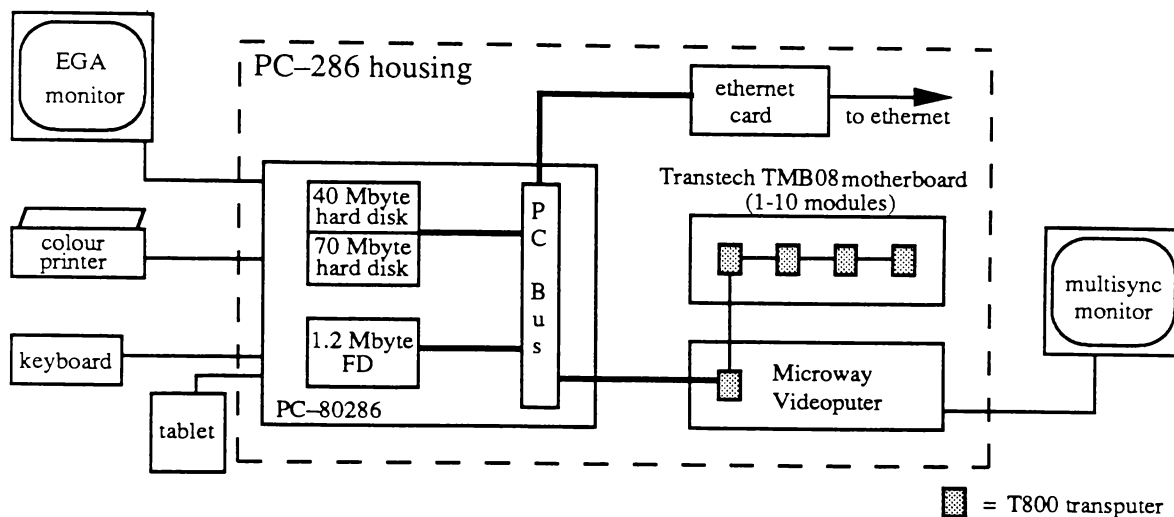 EGA
monitor
PC–286 housing
ethernet
card
to ethernet
40 Mbyte
hard disk
70 Mbyte
hard disk
PC Bus
Transtech TMB08 motherboard
(1-10 modules)
colour
printer
multisync
monitor
keyboard
1.2 Mbyte
FD
Microway
Videoputer
PC–80286
tablet
= T800 transputer